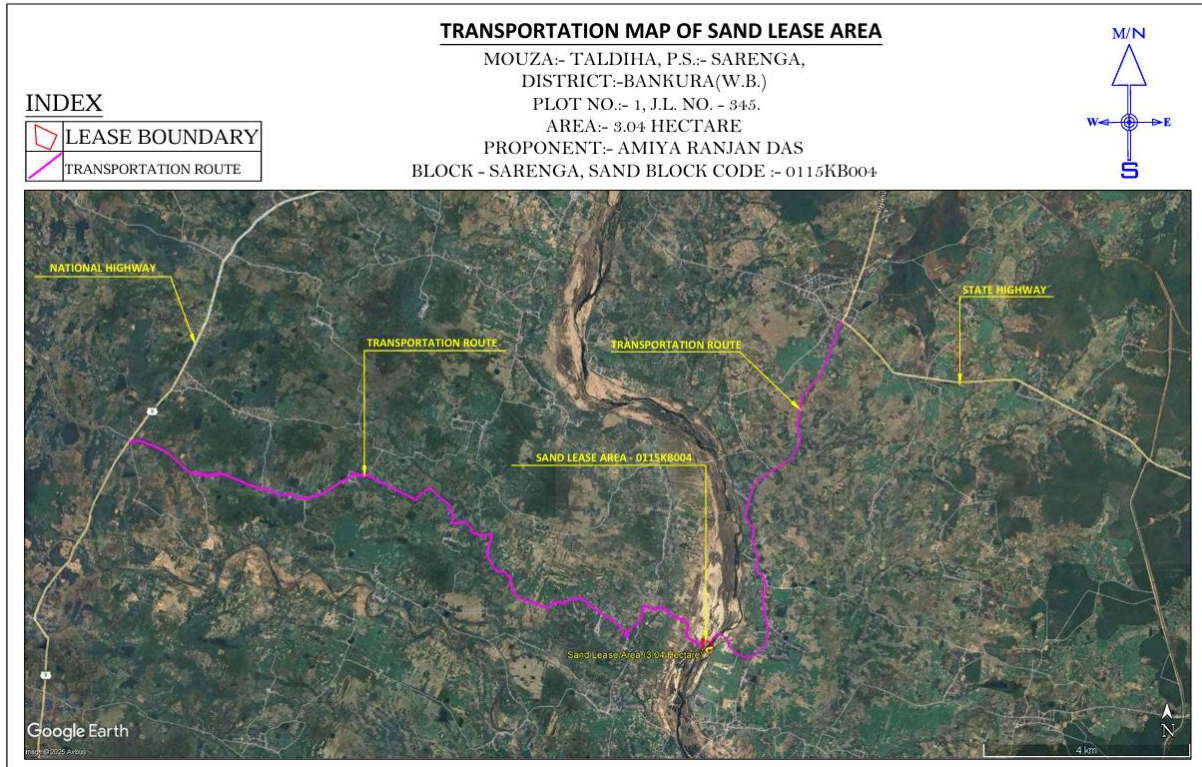 TRANSPORTATION MAP OF SAND LEASE AREA
MOUZA:- TALDIHA, P.S.:- SARENGA,
DISTRICT:-BANKURA(W.B.)
PLOT NO.:- 1, J.L. NO. - 345.
AREA:- 3.04 HECTARE
PROPONENT:- AMIYA RANJAN DAS
BLOCK - SARENGA, SAND BLOCK CODE :- 0115KB004
M/N
W
E
S
INDEX
LEASE BOUNDARY
TRANSPORTATION ROUTE
NATIONAL HIGHWAY
STATE HIGHWAY
TRANSPORTATION ROUTE
TRANSPORTATION ROUTE
SAND LEASE AREA - 0115KB004
Sand Lease Area (3.04 Hectare)
Google Earth
Image © 2025 Airbus
N
4 km